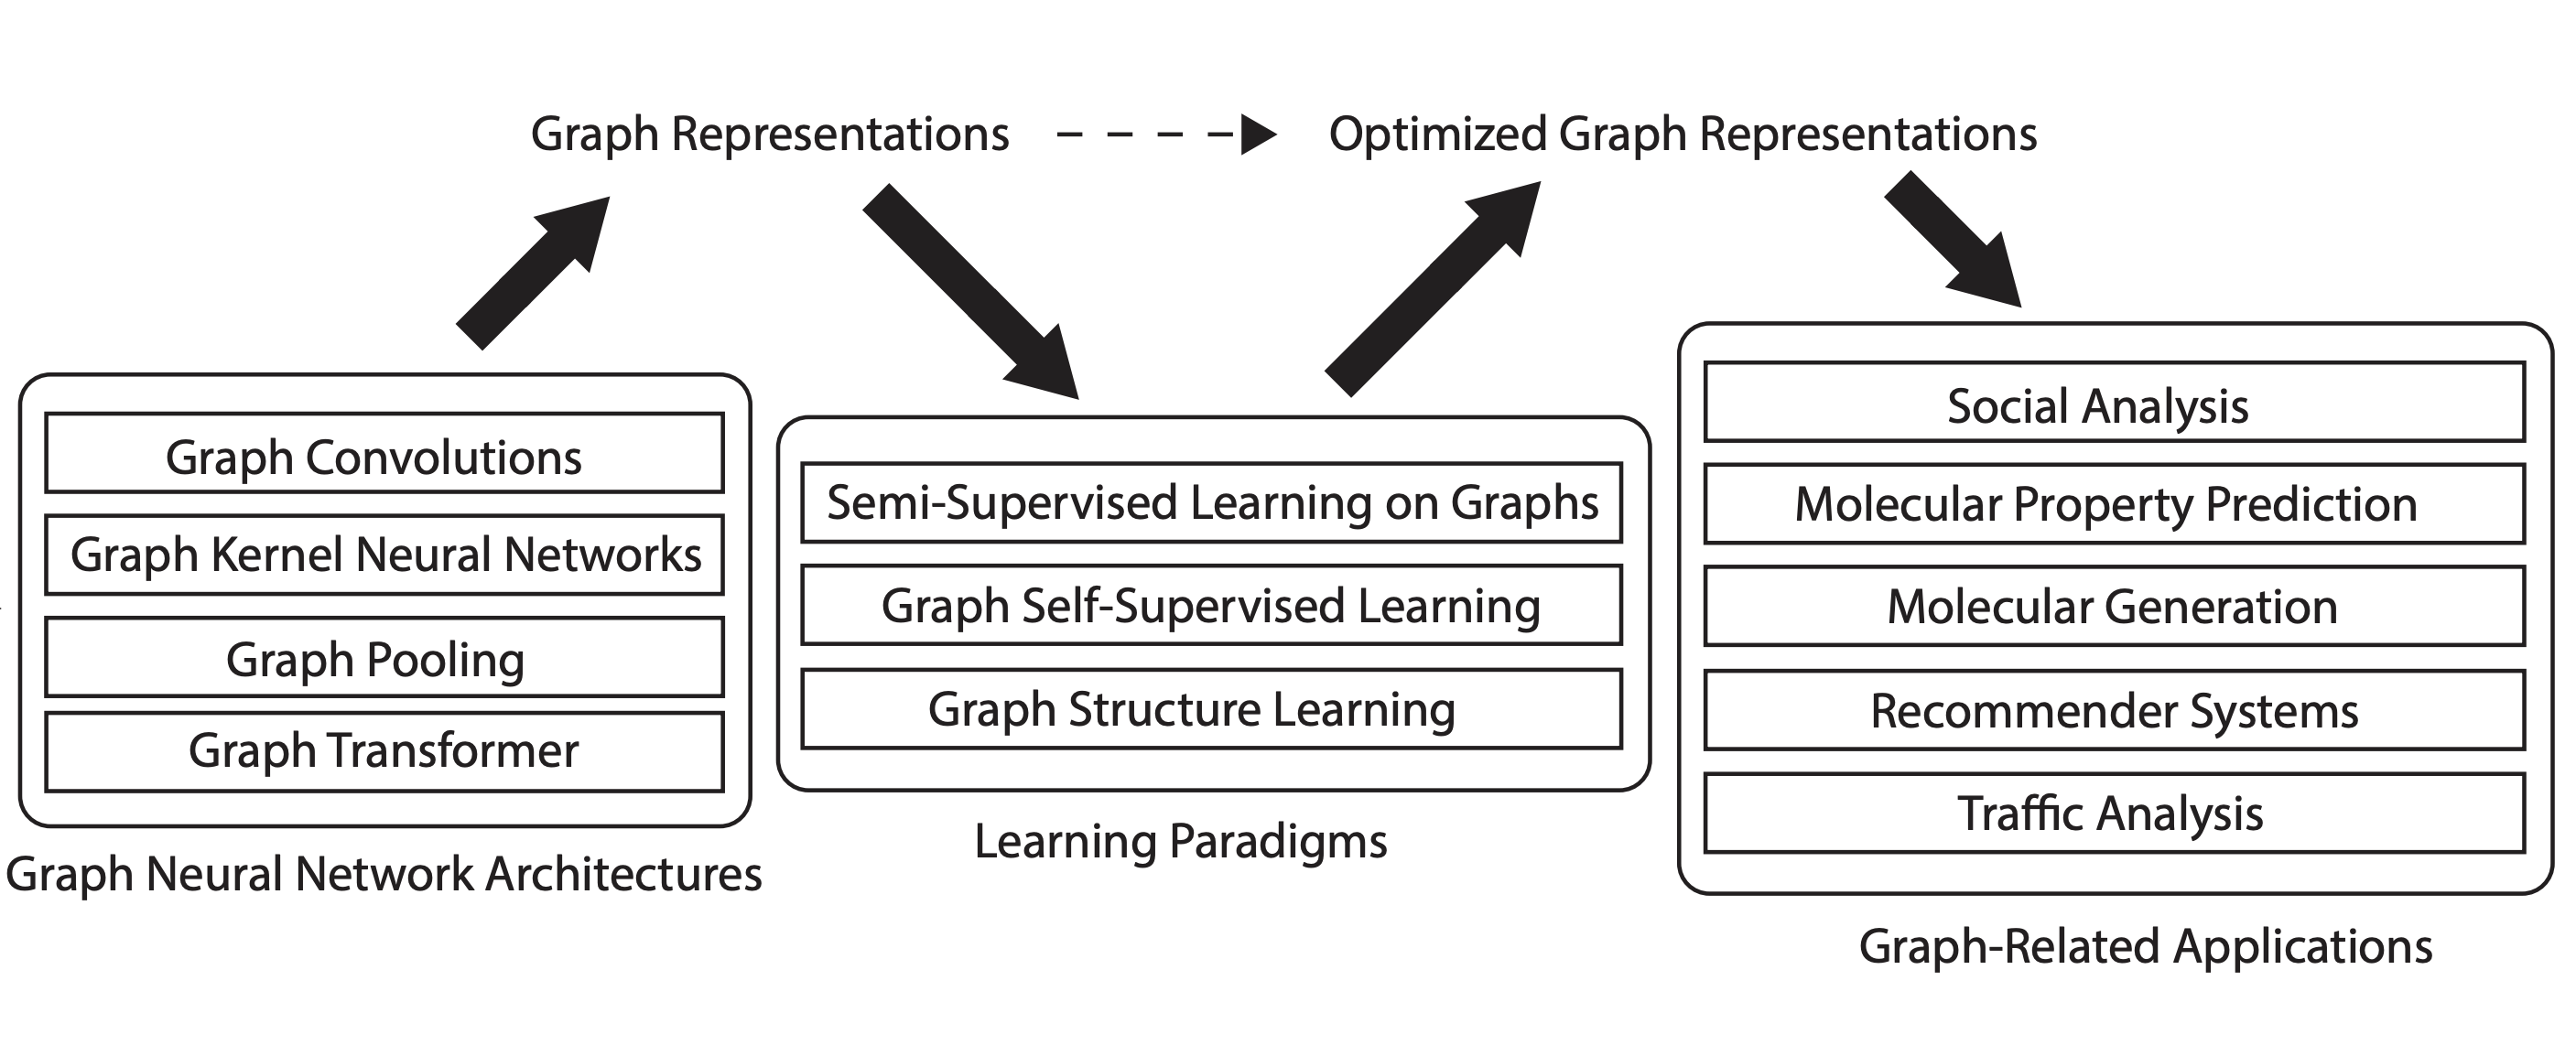 Graph Representations
Optimized Graph Representations
Graph Convolutions
Graph Kernel Neural Networks
Graph Pooling
Graph Transformer
Graph Neural Network Architectures
Semi-Supervised Learning on Graphs
Graph Self-Supervised Learning
Graph Structure Learning
Learning Paradigms
Social Analysis
Molecular Property Prediction
Molecular Generation
Recommender Systems
Traffic Analysis
Graph-Related Applications